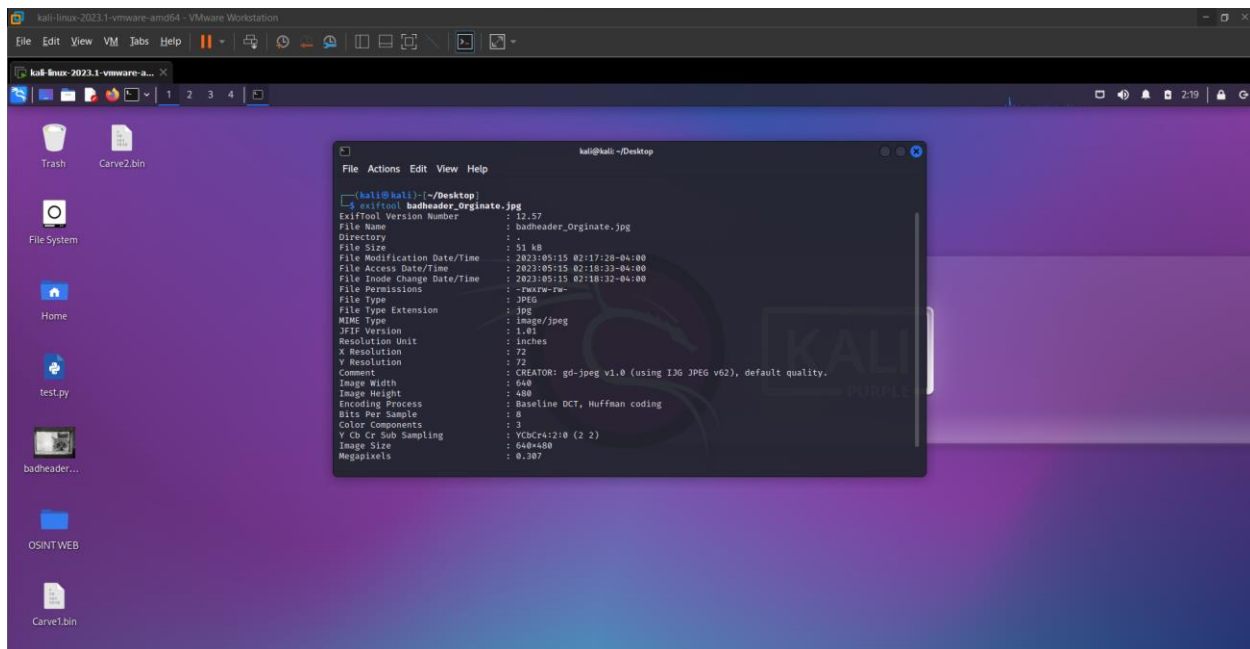 kali-linux-2023.1-vmware-amd64 - VMware Workstation
File Edit View VM Tabs Help
kali-linux-2023.1-vmware-a...
1 2 3 4
2:19
Trash
Carve2.bin
File System
Home
test.py
badheader...
OSINT WEB
Carve1.bin
kali@kali: ~/Desktop
File Actions Edit View Help
(kali㉿kali)-[~/Desktop]
$ exiftool badheader_Orginate.jpg
ExifTool Version Number : 12.57
File Name : badheader_Orginate.jpg
Directory : .
File Size : 51 kB
File Modification Date/Time : 2023:05:15 02:17:28-04:00
File Access Date/Time : 2023:05:15 02:18:33-04:00
File Inode Change Date/Time : 2023:05:15 02:18:32-04:00
File Permissions : -rwxrw-rw-
File Type : JPEG
File Type Extension : jpg
MIME Type : image/jpeg
JFIF Version : 1.01
Resolution Unit : inches
X Resolution : 72
Y Resolution : 72
Comment : CREATOR: gd-jpeg v1.0 (using IJG JPEG v62), default quality.
Image Width : 640
Image Height : 480
Encoding Process : Baseline DCT, Huffman coding
Bits Per Sample : 8
Color Components : 3
Y Cb Cr Sub Sampling : YCbCr4:2:0 (2 2)
Image Size : 640×480
Megapixels : 0.307
KALI
PURPLE